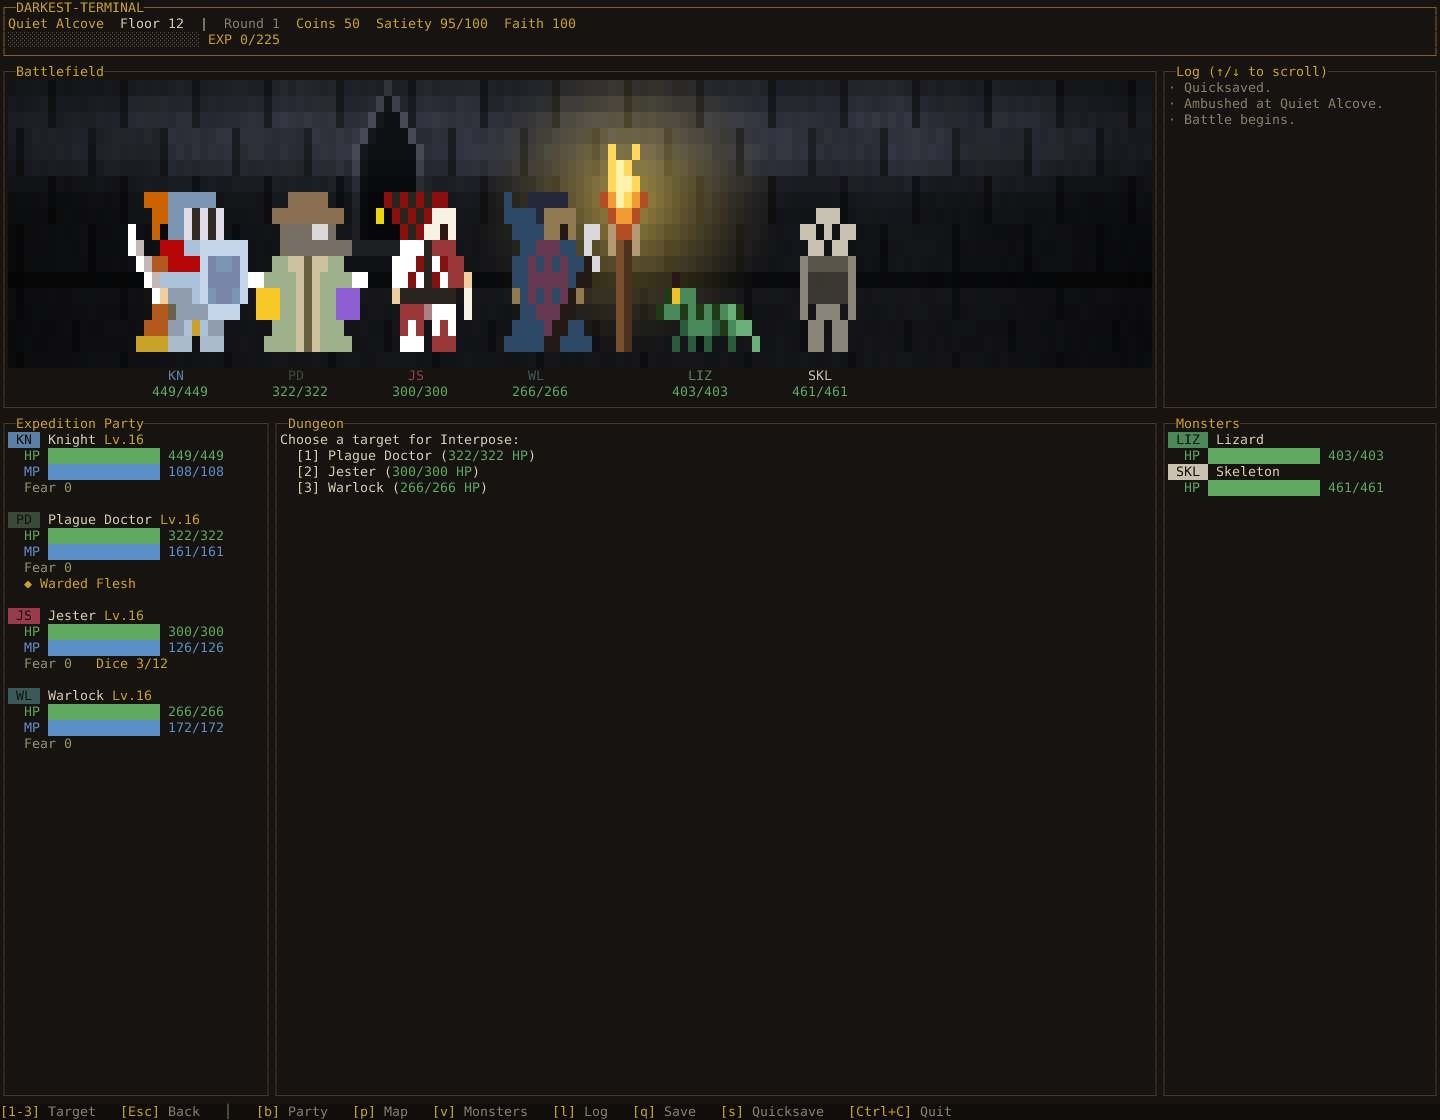 DARKEST-TERMINAL
Quiet Alcove  Floor 12  |  Round 1  Coins 50  Satiety 95/100  Faith 100
EXP 0/225
Battlefield
KN PD JS WL LIZ SKL
449/449 322/322 300/300 266/266 403/403 461/461
Log (↑/↓ to scroll)
· Quicksaved.
· Ambushed at Quiet Alcove.
· Battle begins.
Expedition Party
KN Knight Lv.16
HP 449/449
MP 108/108
Fear 0
PD Plague Doctor Lv.16
HP 322/322
MP 161/161
Fear 0
◆ Warded Flesh
JS Jester Lv.16
HP 300/300
MP 126/126
Fear 0   Dice 3/12
WL Warlock Lv.16
HP 266/266
MP 172/172
Fear 0
Dungeon
Choose a target for Interpose:
[1] Plague Doctor (322/322 HP)
[2] Jester (300/300 HP)
[3] Warlock (266/266 HP)
Monsters
LIZ Lizard
HP 403/403
SKL Skeleton
HP 461/461
[1-3] Target   [Esc] Back   |   [b] Party   [p] Map   [v] Monsters   [l] Log   [q] Save   [s] Quicksave   [Ctrl+C] Quit